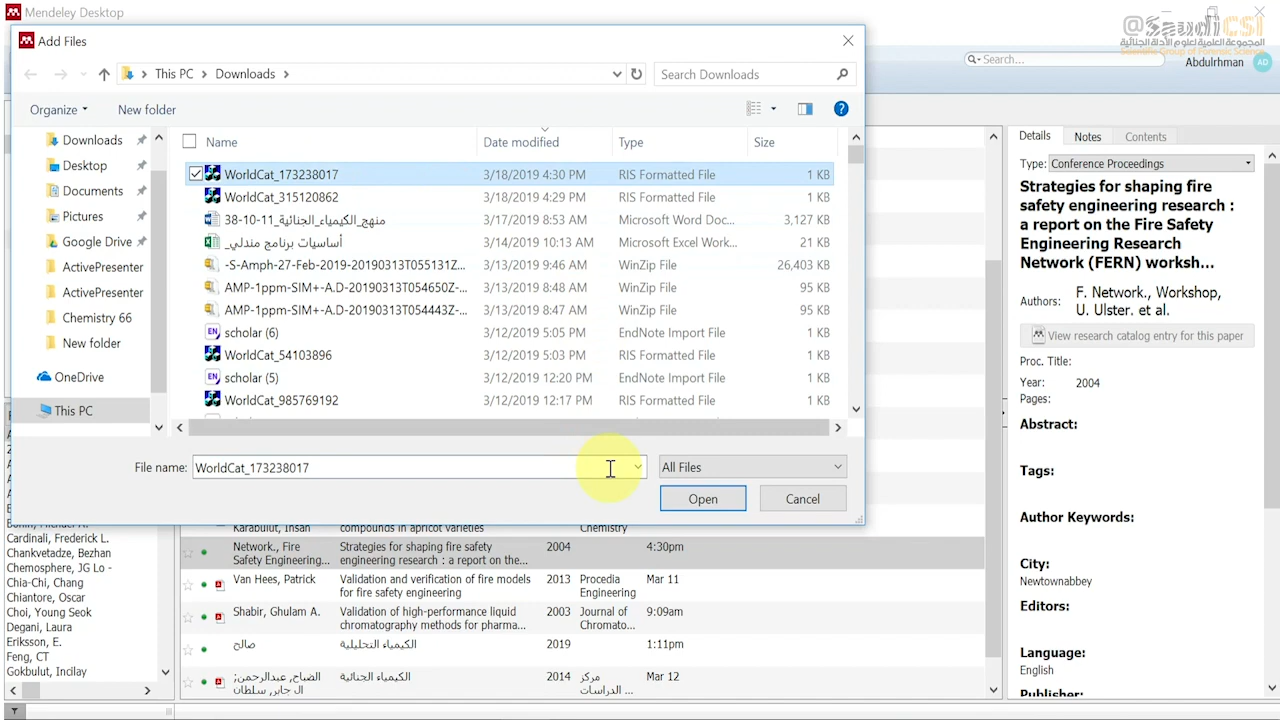 Mendeley Desktop
@SaudiCSI
المجموعة العلمية لعلوم الأدلة الجنائية
Scientific Group of Forensic Science
Add Files
This PC > Downloads >
Search Downloads
Search...
Abdulrhman
AD
Organize
New folder
Details
Notes
Contents
Downloads
Desktop
Documents
Pictures
Google Drive
ActivePresenter
ActivePresenter
Chemistry 66
New folder
OneDrive
This PC
Name Date modified Type Size
WorldCat_173238017 3/18/2019 4:30 PM RIS Formatted File 1 KB
WorldCat_315120862 3/18/2019 4:29 PM RIS Formatted File 1 KB
منهج_الكيمياء_الجنائية_11-10-38 3/17/2019 8:53 AM Microsoft Word Doc... 3,127 KB
أساسيات برنامج مندلي_ 3/14/2019 10:13 AM Microsoft Excel Work... 21 KB
-S-Amph-27-Feb-2019-20190313T055131Z... 3/13/2019 9:46 AM WinZip File 26,403 KB
AMP-1ppm-SIM+-A.D-20190313T054650Z-... 3/13/2019 8:48 AM WinZip File 95 KB
AMP-1ppm-SIM+-A.D-20190313T054443Z-... 3/13/2019 8:47 AM WinZip File 95 KB
scholar (6) 3/12/2019 5:05 PM EndNote Import File 1 KB
WorldCat_54103896 3/12/2019 5:03 PM RIS Formatted File 1 KB
scholar (5) 3/12/2019 12:20 PM EndNote Import File 1 KB
WorldCat_985769192 3/12/2019 12:17 PM RIS Formatted File 1 KB
File name: WorldCat_173238017
All Files
Open
Cancel
Type: Conference Proceedings
Strategies for shaping fire
safety engineering research :
a report on the Fire Safety
Engineering Research
Network (FERN) worksh...
Authors: F. Network., Workshop,
U. Ulster. et al.
View research catalog entry for this paper
Proc. Title:
Year: 2004
Pages:
Abstract:
Tags:
Author Keywords:
City:
Newtownabbey
Editors:
Language:
English
Publisher:
Cardinali, Frederick L.
Chankvetadze, Bezhan
Chemosphere, JG Lo -
Chia-Chi, Chang
Chiantore, Oscar
Choi, Young Seok
Degani, Laura
Eriksson, E.
Feng, CT
Gokbulut, Incilay
Karabulut, Ihsan compounds in apricot varieties Chemistry
Network., Fire Strategies for shaping fire safety 2004 4:30pm
Safety Engineering... engineering research : a report on the...
Van Hees, Patrick Validation and verification of fire models 2013 Procedia Mar 11
for fire safety engineering Engineering
Shabir, Ghulam A. Validation of high-performance liquid 2003 Journal of 9:09am
chromatography methods for pharma... Chromato...
صالح الكيمياء التحليلية 2019 1:11pm
الصباح, عبدالرحمن; الكيمياء الجنائية 2014 مركز Mar 12
ال جابر, سلطان الدراسات ...